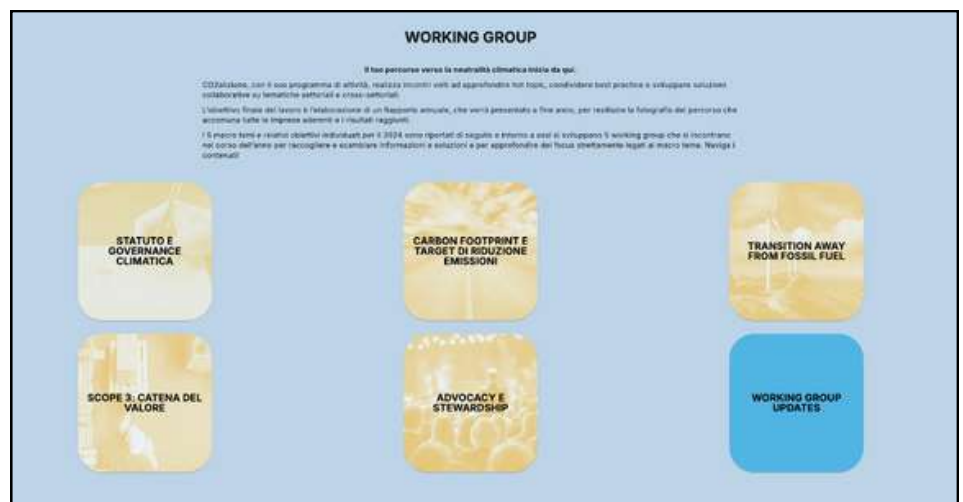 WORKING GROUP
Il tuo percorso verso la neutralità climatica inizia da qui.
CO2alizione, con il suo programma di attività, realizza incontri volti ad approfondire hot topic, condividere best practice e sviluppare soluzioni
collaborative su tematiche settoriali e cross-settoriali.
L'obiettivo finale del lavoro è l'elaborazione di un Rapporto annuale, che verrà presentato a fine anno, per restituire la fotografia del percorso che
accomuna tutte le imprese aderenti e i risultati raggiunti.
I 5 macro temi e relativi obiettivi individuati per il 2024 sono riportati di seguito e intorno a essi si sviluppano 5 working group che si incontrano
nel corso dell'anno per raccogliere e scambiare informazioni e soluzioni e per approfondire dei focus strettamente legati al macro tema. Naviga i
contenuti!
STATUTO E
GOVERNANCE
CLIMATICA
CARBON FOOTPRINT E
TARGET DI RIDUZIONE
EMISSIONI
TRANSITION AWAY
FROM FOSSIL FUEL
SCOPE 3: CATENA DEL
VALORE
ADVOCACY E
STEWARDSHIP
WORKING GROUP
UPDATES